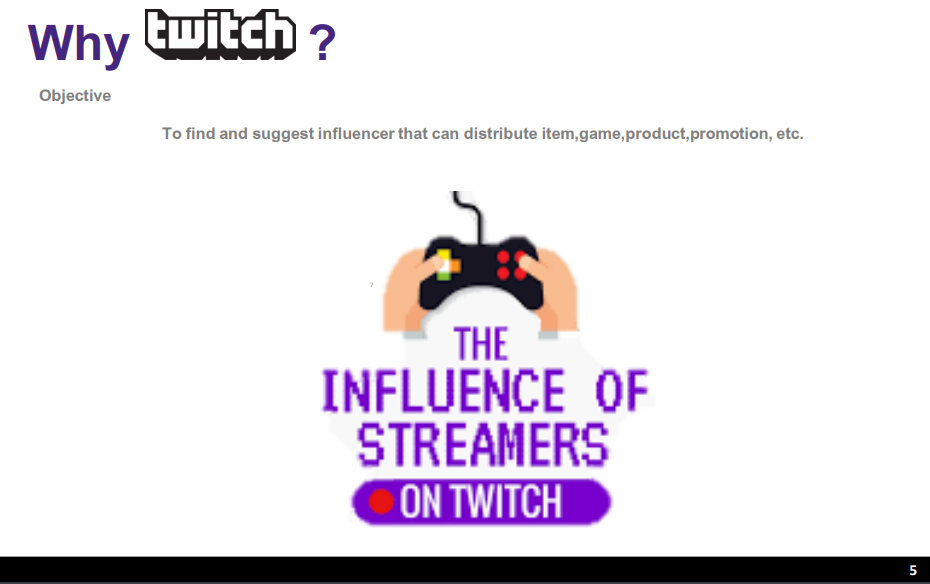 Why twitch ?
Objective
To find and suggest influencer that can distribute item,game,product,promotion, etc.
?
THE
INFLUENCE OF
STREAMERS
ON TWITCH
5